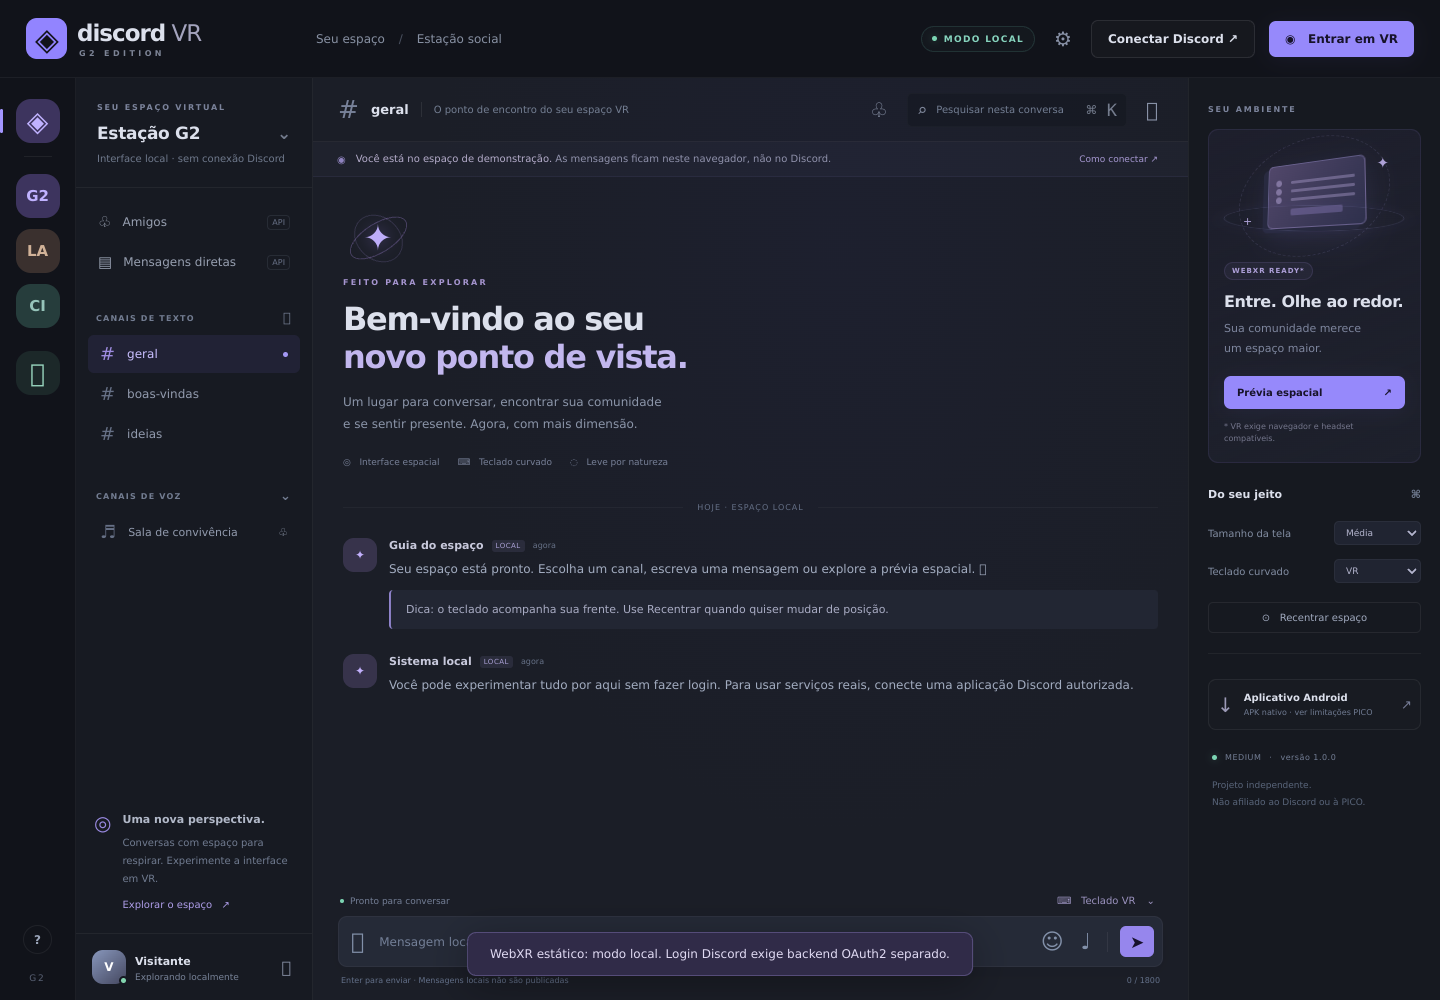 discord VR
G2 EDITION
Seu espaço / Estação social
MODO LOCAL
Conectar Discord ↗
Entrar em VR
G2
LA
CI
?
G2
SEU ESPAÇO VIRTUAL
Estação G2
Interface local · sem conexão Discord
Amigos API
Mensagens diretas API
CANAIS DE TEXTO
# geral
# boas-vindas
# ideias
CANAIS DE VOZ
Sala de convivência
Uma nova perspectiva.
Conversas com espaço para
respirar. Experimente a interface
em VR.
Explorar o espaço ↗
V
Visitante
Explorando localmente
# geral
O ponto de encontro do seu espaço VR
Pesquisar nesta conversa ⌘ K
Você está no espaço de demonstração. As mensagens ficam neste navegador, não no Discord.
Como conectar ↗
FEITO PARA EXPLORAR
Bem-vindo ao seu
novo ponto de vista.
Um lugar para conversar, encontrar sua comunidade
e se sentir presente. Agora, com mais dimensão.
Interface espacial
Teclado curvado
Leve por natureza
HOJE · ESPAÇO LOCAL
Guia do espaço LOCAL agora
Seu espaço está pronto. Escolha um canal, escreva uma mensagem ou explore a prévia espacial.
Dica: o teclado acompanha sua frente. Use Recentrar quando quiser mudar de posição.
Sistema local LOCAL agora
Você pode experimentar tudo por aqui sem fazer login. Para usar serviços reais, conecte uma aplicação Discord autorizada.
Pronto para conversar
Teclado VR
Mensagem
WebXR estático: modo local. Login Discord exige backend OAuth2 separado.
Enter para enviar · Mensagens locais não são publicadas
0 / 1800
SEU AMBIENTE
WEBXR READY*
Entre. Olhe ao redor.
Sua comunidade merece
um espaço maior.
Prévia espacial ↗
* VR exige navegador e headset
compatíveis.
Do seu jeito ⌘
Tamanho da tela Média
Teclado curvado VR
Recentrar espaço
Aplicativo Android
APK nativo · ver limitações PICO
MEDIUM · versão 1.0.0
Projeto independente.
Não afiliado ao Discord ou à PICO.